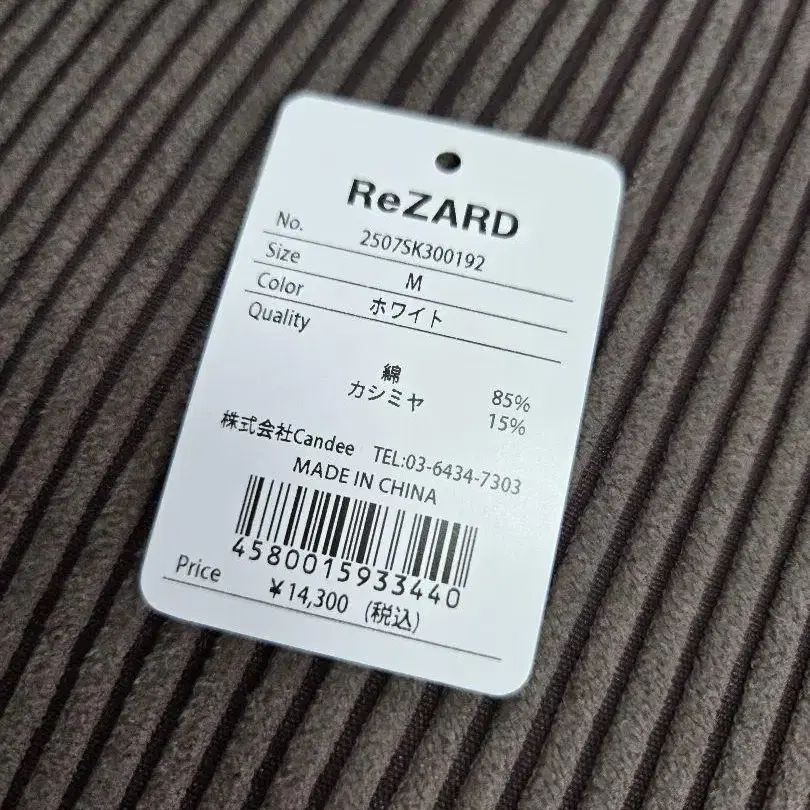 ReZARD
No. 2507SK300192
Size M
Color ホワイト
Quality
綿 85%
カシミヤ 15%
株式会社Candee TEL:03-6434-7303
MADE IN CHINA
4580015933440
Price ¥14,300 (税込)